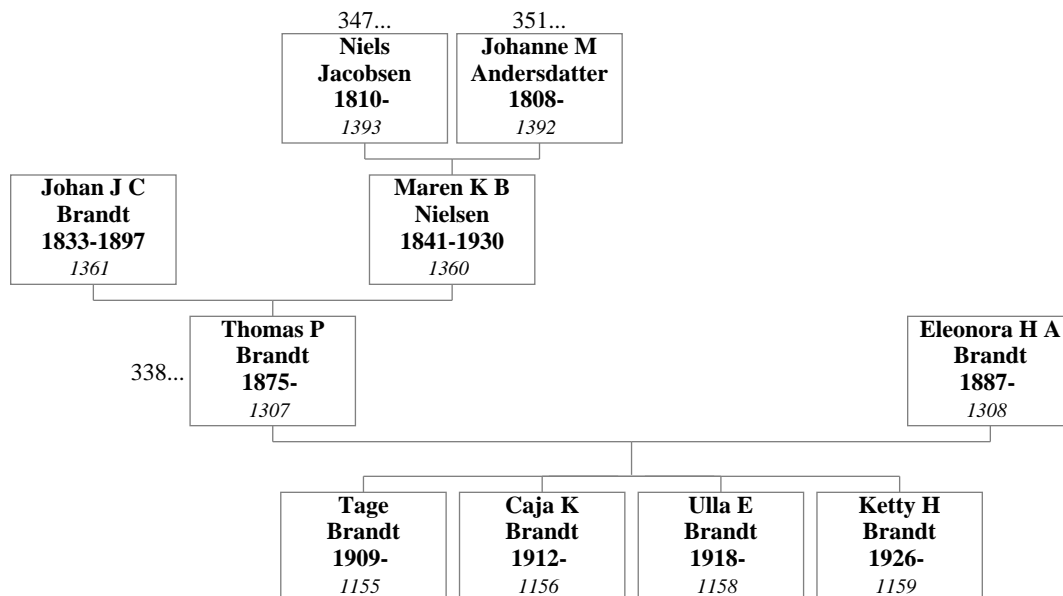 347...
351...
Niels
Jacobsen
1810-
1393
Johanne M
Andersdatter
1808-
1392
Johan J C
Brandt
1833-1897
1361
Maren K B
Nielsen
1841-1930
1360
338...
Thomas P
Brandt
1875-
1307
Eleonora H A
Brandt
1887-
1308
Tage
Brandt
1909-
1155
Caja K
Brandt
1912-
1156
Ulla E
Brandt
1918-
1158
Ketty H
Brandt
1926-
1159